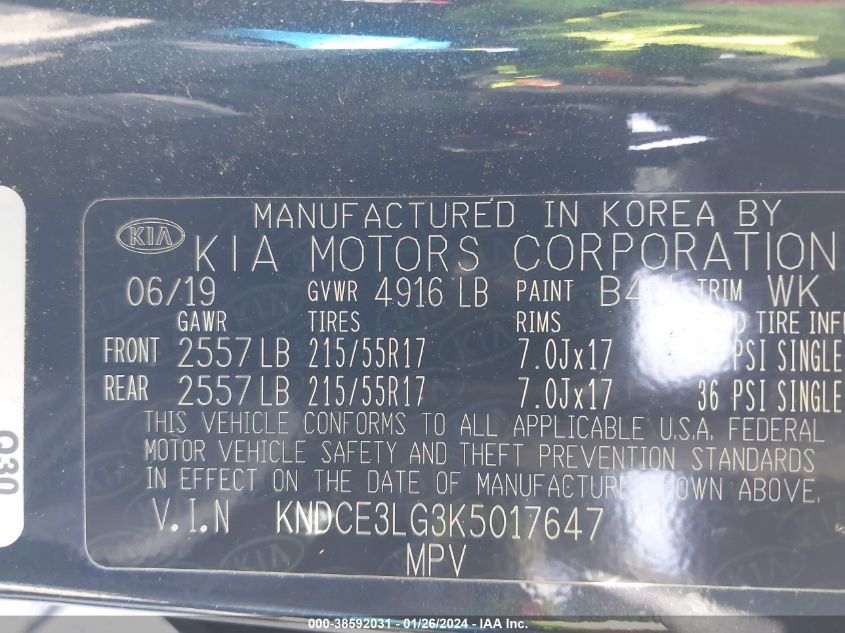 MANUFACTURED IN KOREA BY
KIA KIA MOTORS CORPORATION
06/19 GVWR 4916 LB PAINT TRIM WK
GAWR TIRES RIMS TIRE
FRONT 2557 LB 215/55R17 7.0Jx17 PSI SINGLE
REAR 2557 LB 215/55R17 7.0Jx17 36 PSI SINGLE
THIS VEHICLE CONFORMS TO ALL APPLICABLE U.S.A. FEDERAL
MOTOR VEHICLE SAFETY AND THEFT PREVENTION STANDARDS
IN EFFECT ON THE DATE OF MANUFACTURE ABOVE.
V.I.N KNDCE3LG3K5017647
MPV
Q30
000-38592031 - 01/26/2024 - IAA Inc.